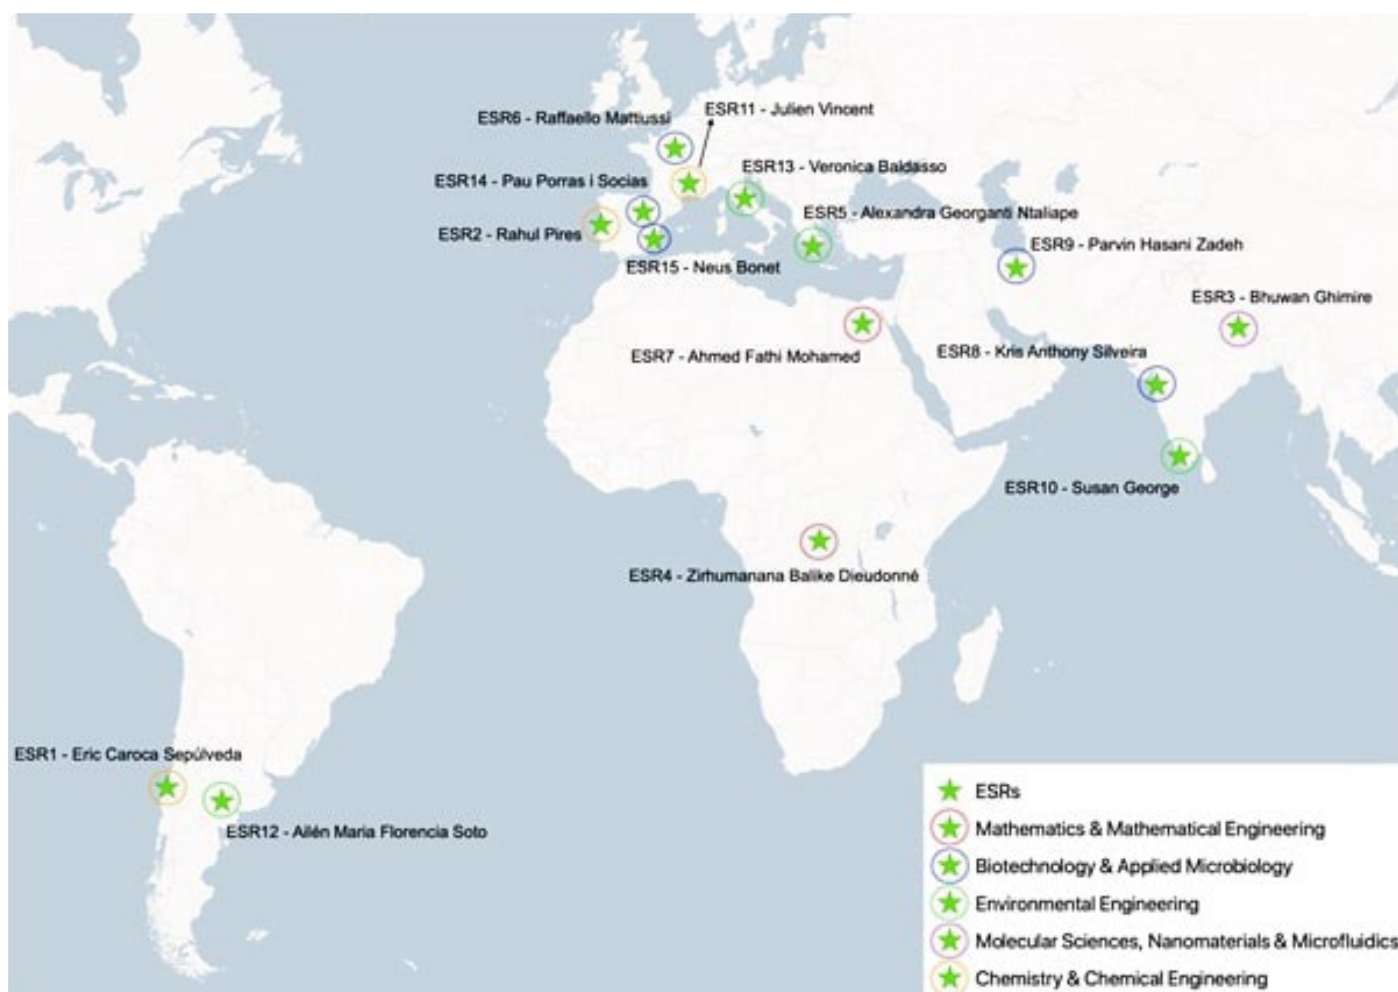 ESR11 - Julien Vincent
ESR6 - Raffaello Mattiussi
ESR13 - Veronica Baldasso
ESR14 - Pau Porras i Socias
ESR5 - Alexandra Georganti Ntaliape
ESR2 - Rahul Pires
ESR9 - Parvin Hasani Zadeh
ESR15 - Neus Bonet
ESR3 - Bhuwan Ghimire
ESR7 - Ahmed Fathi Mohamed
ESR8 - Kris Anthony Silveira
ESR10 - Susan George
ESR4 - Zirhumanana Balike Dieudonné
ESR1 - Eric Caroca Sepúlveda
ESR12 - Ailén Maria Florencia Soto
ESRs
Mathematics & Mathematical Engineering
Biotechnology & Applied Microbiology
Environmental Engineering
Molecular Sciences, Nanomaterials & Microfluidics
Chemistry & Chemical Engineering